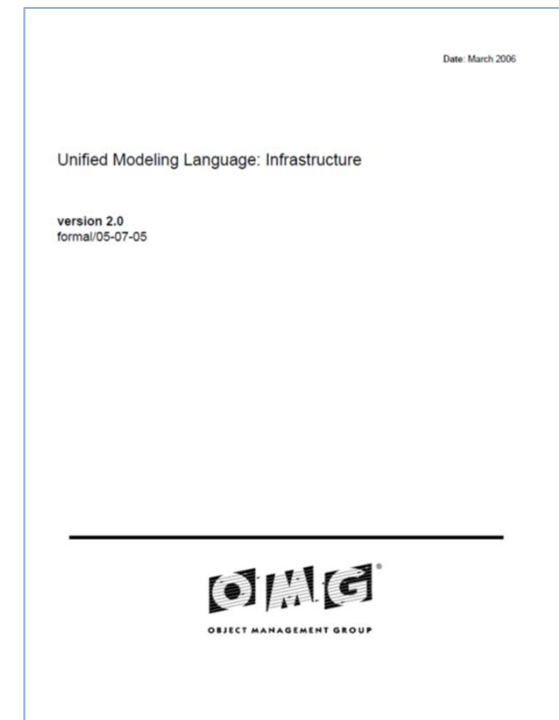 Date: March 2006
Unified Modeling Language: Infrastructure
version 2.0
formal/05-07-05
OMG®
OBJECT MANAGEMENT GROUP